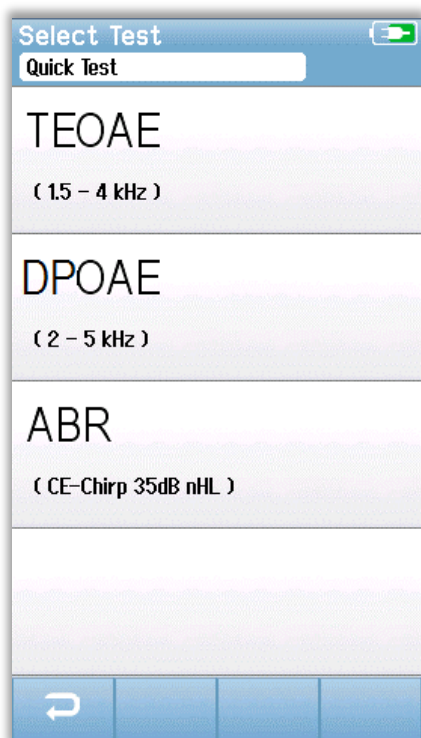 Select Test
Quick Test
TEOAE
( 1.5 - 4 kHz )
DPOAE
( 2 - 5 kHz )
ABR
( CE-Chirp 35dB nHL )